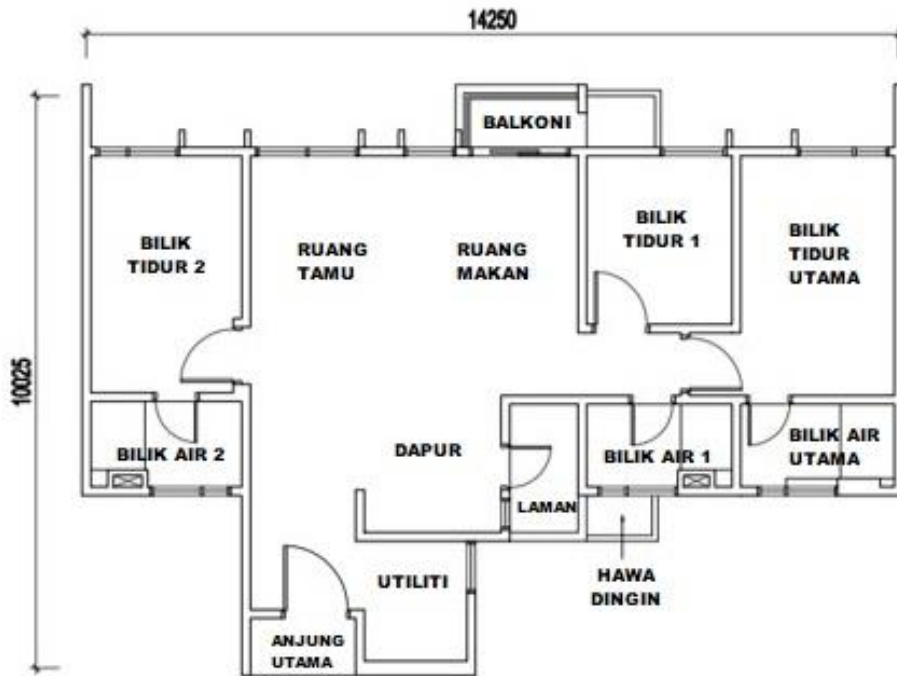 14250
10025
BALKONI
BILIK
TIDUR 2
RUANG
TAMU
RUANG
MAKAN
BILIK
TIDUR 1
BILIK
TIDUR
UTAMA
BILIK AIR 2
DAPUR
LAMAN
BILIK AIR 1
BILIK AIR
UTAMA
UTILITI
HAWA
DINGIN
ANJUNG
UTAMA